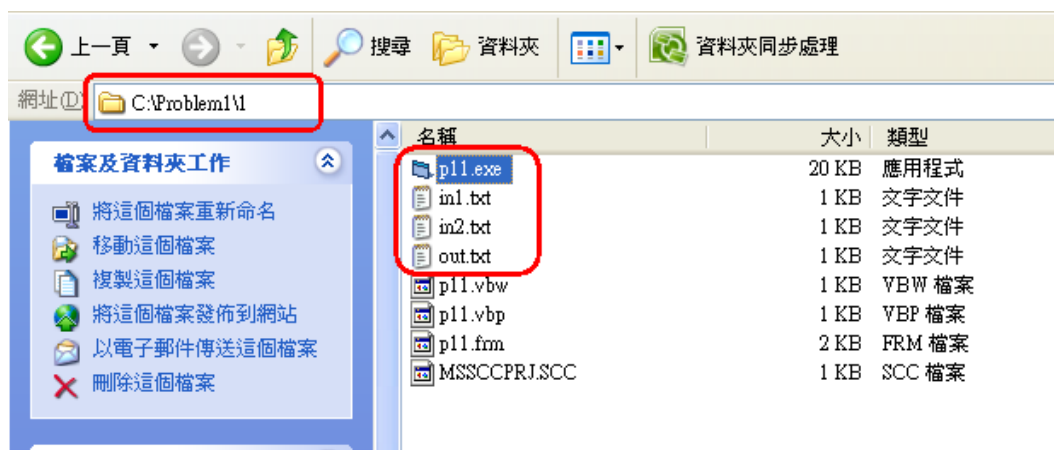 上一頁 搜尋 資料夾 資料夾同步處理
網址(D) C:\Problem1\1
檔案及資料夾工作
將這個檔案重新命名
移動這個檔案
複製這個檔案
將這個檔案發佈到網站
以電子郵件傳送這個檔案
刪除這個檔案
名稱 大小 類型
p11.exe 20 KB 應用程式
in1.txt 1 KB 文字文件
in2.txt 1 KB 文字文件
out.txt 1 KB 文字文件
p11.vbw 1 KB VBW 檔案
p11.vbp 1 KB VBP 檔案
p11.frm 2 KB FRM 檔案
MSSCCPRJ.SCC 1 KB SCC 檔案